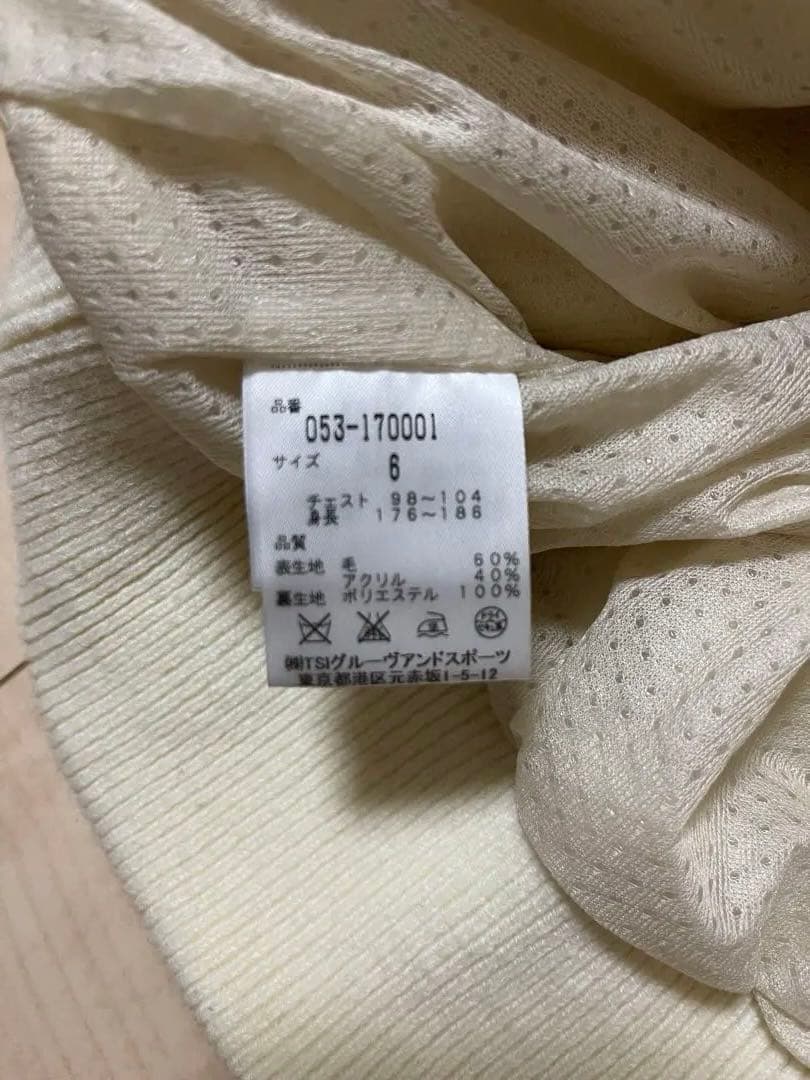 品番
053-170001
サイズ 6
チェスト 98～104
身長 176～186
品質
表生地 毛 60%
アクリル 40%
裏生地 ポリエステル 100%
㈱TSIグルーヴアンドスポーツ
東京都港区元赤坂1-5-12